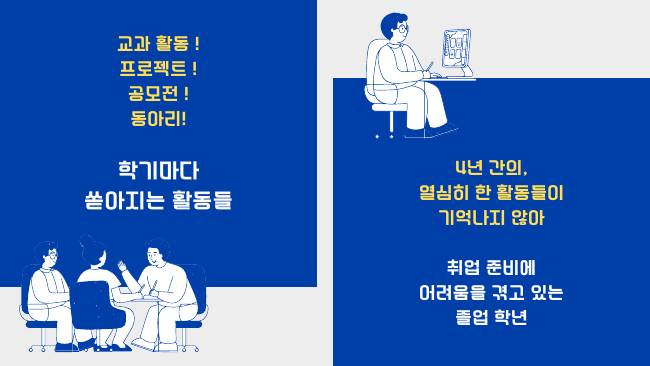 교과 활동 !
프로젝트 !
공모전 !
동아리!
학기마다
쏟아지는 활동들
4년 간의,
열심히 한 활동들이
기억나지 않아
취업 준비에
어려움을 겪고 있는
졸업 학년